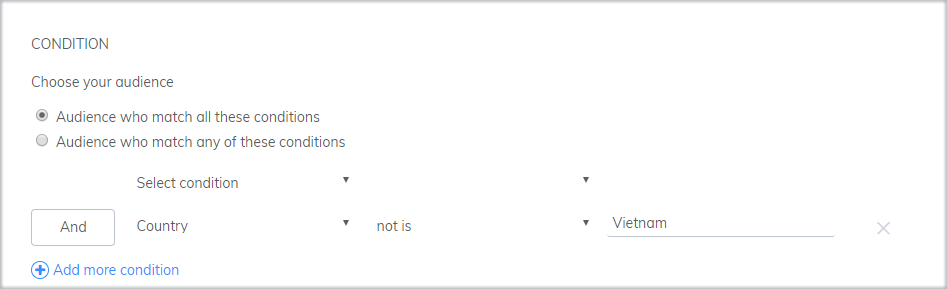 CONDITION
Choose your audience
Audience who match all these conditions
Audience who match any of these conditions
Select condition
And Country not is Vietnam
Add more condition